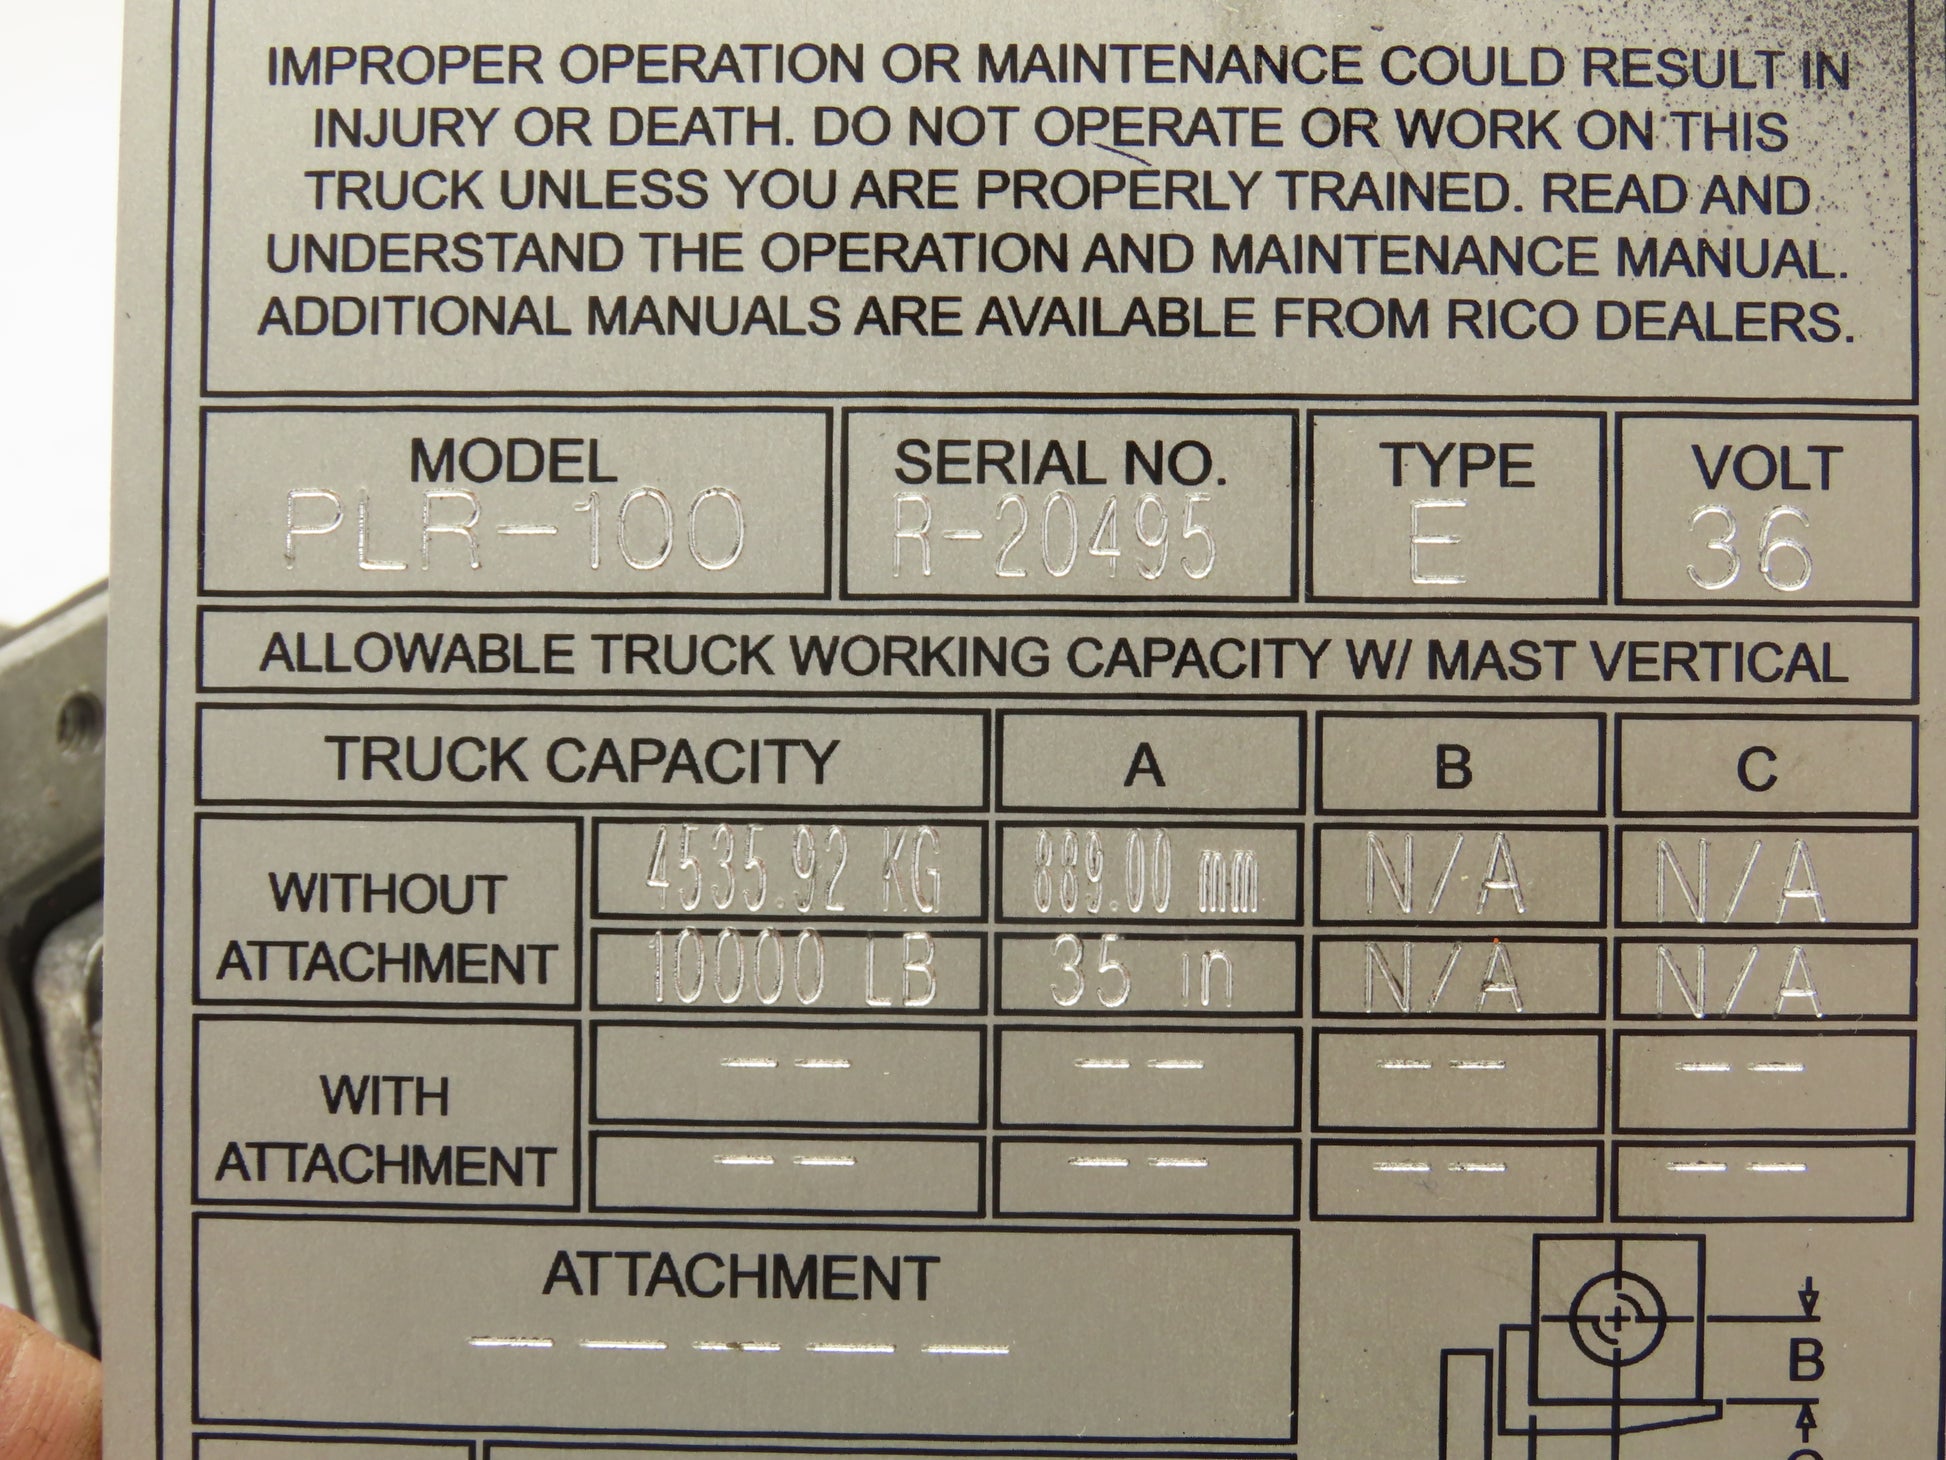 IMPROPER OPERATION OR MAINTENANCE COULD RESULT IN
INJURY OR DEATH. DO NOT OPERATE OR WORK ON THIS
TRUCK UNLESS YOU ARE PROPERLY TRAINED. READ AND
UNDERSTAND THE OPERATION AND MAINTENANCE MANUAL.
ADDITIONAL MANUALS ARE AVAILABLE FROM RICO DEALERS.
MODEL SERIAL NO. TYPE VOLT
PLR-100 R-20495 E 36
ALLOWABLE TRUCK WORKING CAPACITY W/ MAST VERTICAL
TRUCK CAPACITY A B C
WITHOUT
ATTACHMENT
4535.92 KG 889.00 mm N/A N/A
10000 LB 35 in N/A N/A
WITH
ATTACHMENT
-- -- -- --
-- -- -- --
ATTACHMENT
-----
B